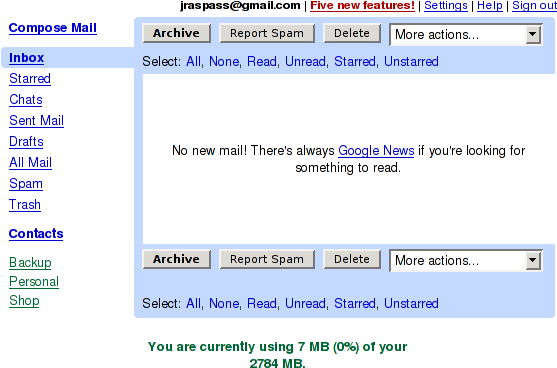 jraspass@gmail.com | Five new features! | Settings | Help | Sign out
Compose Mail
Archive Report Spam Delete More actions...
Inbox
Select: All, None, Read, Unread, Starred, Unstarred
Starred
Chats
Sent Mail
Drafts
All Mail
Spam
Trash
No new mail! There's always Google News if you're looking for
something to read.
Contacts
Backup
Personal
Shop
Archive Report Spam Delete More actions...
Select: All, None, Read, Unread, Starred, Unstarred
You are currently using 7 MB (0%) of your
2784 MB.